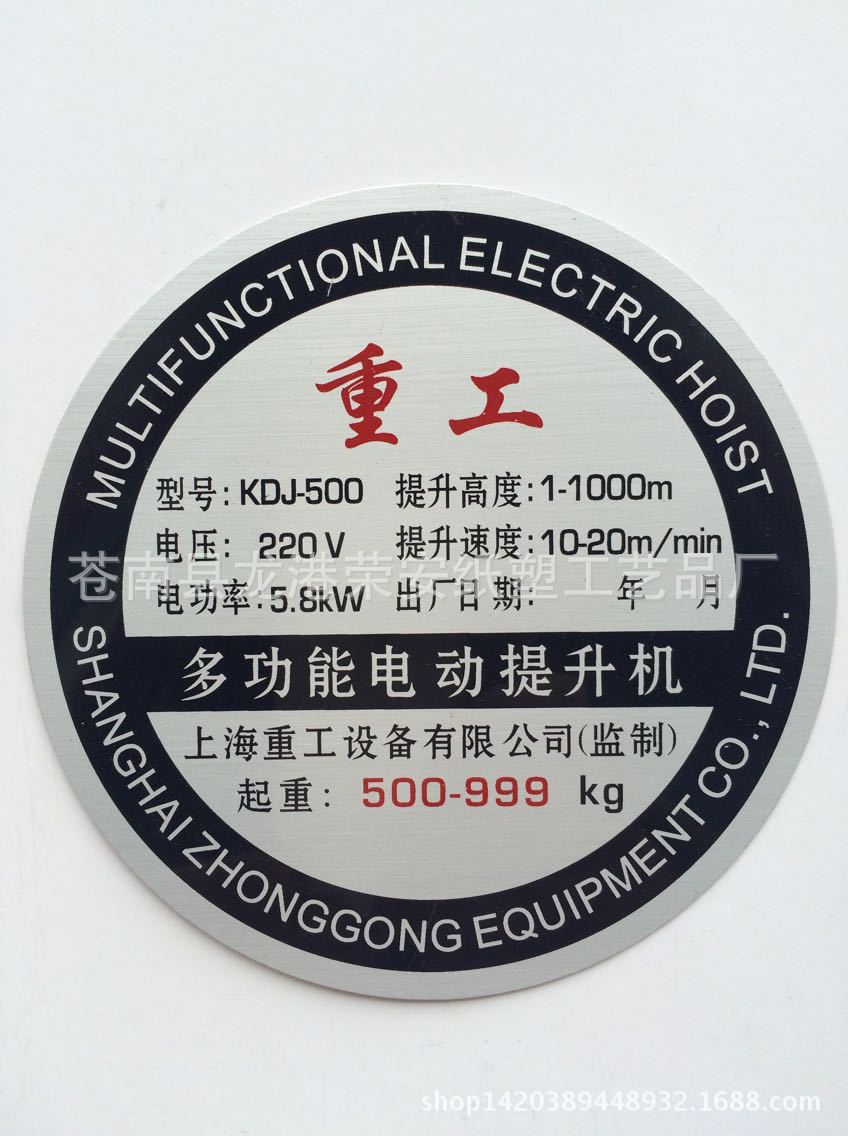 MULTIFUNCTIONAL ELECTRIC HOIST
重工
型号：KDJ-500 提升高度：1-1000m
电压： 220V 提升速度：10-20m/min
苍南县龙港荣安纸塑工艺品厂
电功率：5.8kW 出厂日期： 年 月
多功能电动提升机
上海重工设备有限公司(监制)
起重：500-999 kg
SHANGHAI ZHONGGONG EQUIPMENT CO., LTD.
shop1420389448932.1688.com